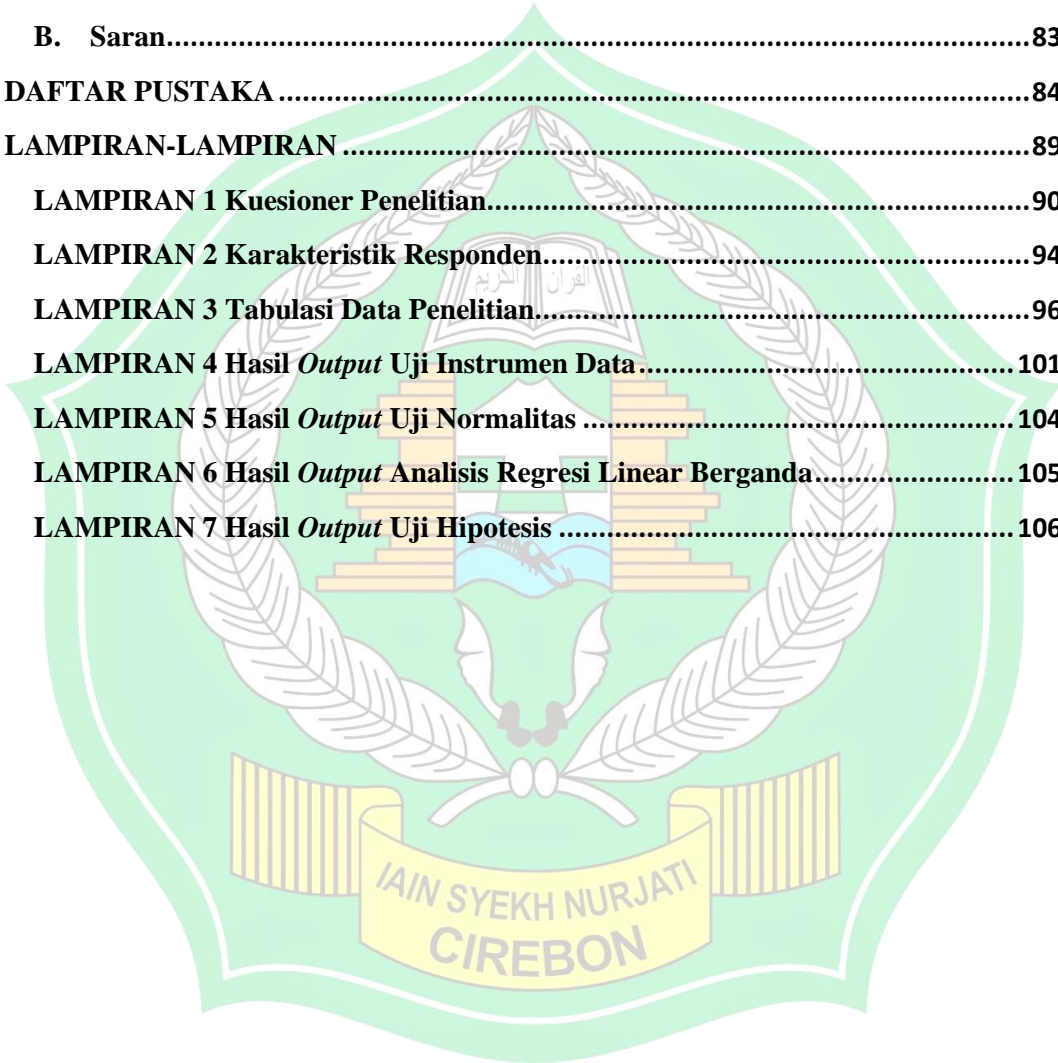 B. Saran..........83
DAFTAR PUSTAKA..........84
LAMPIRAN-LAMPIRAN..........89
LAMPIRAN 1 Kuesioner Penelitian..........90
LAMPIRAN 2 Karakteristik Responden..........94
LAMPIRAN 3 Tabulasi Data Penelitian..........96
LAMPIRAN 4 Hasil Output Uji Instrumen Data..........101
LAMPIRAN 5 Hasil Output Uji Normalitas..........104
LAMPIRAN 6 Hasil Output Analisis Regresi Linear Berganda..........105
LAMPIRAN 7 Hasil Output Uji Hipotesis..........106
القرآن الكريم
IAIN SYEKH NURJATI
CIREBON